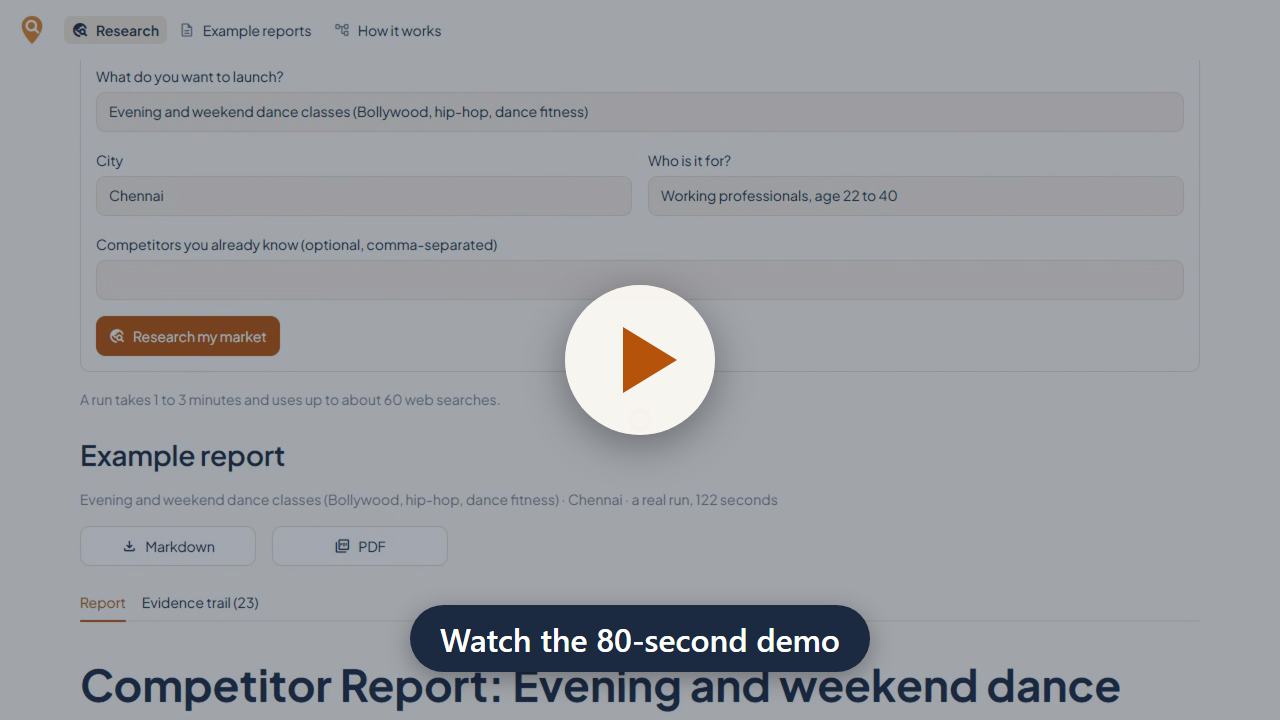 Research Example reports How it works
What do you want to launch?
Evening and weekend dance classes (Bollywood, hip-hop, dance fitness)
City Who is it for?
Chennai Working professionals, age 22 to 40
Competitors you already know (optional, comma-separated)
Research my market
A run takes 1 to 3 minutes and uses up to about 60 web searches.
Example report
Evening and weekend dance classes (Bollywood, hip-hop, dance fitness) · Chennai · a real run, 122 seconds
Markdown PDF
Report Evidence trail (23)
Watch the 80-second demo
Competitor Report: Evening and weekend dance